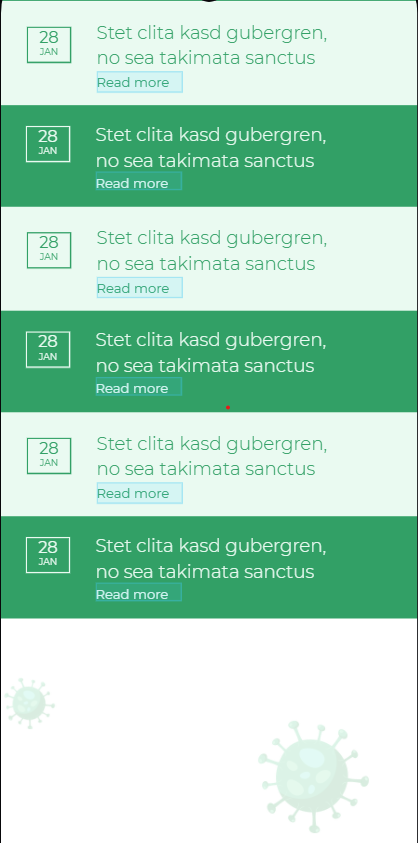 28
JAN
Stet clita kasd gubergren,
no sea takimata sanctus
Read more
28
JAN
Stet clita kasd gubergren,
no sea takimata sanctus
Read more
28
JAN
Stet clita kasd gubergren,
no sea takimata sanctus
Read more
28
JAN
Stet clita kasd gubergren,
no sea takimata sanctus
Read more
28
JAN
Stet clita kasd gubergren,
no sea takimata sanctus
Read more
28
JAN
Stet clita kasd gubergren,
no sea takimata sanctus
Read more